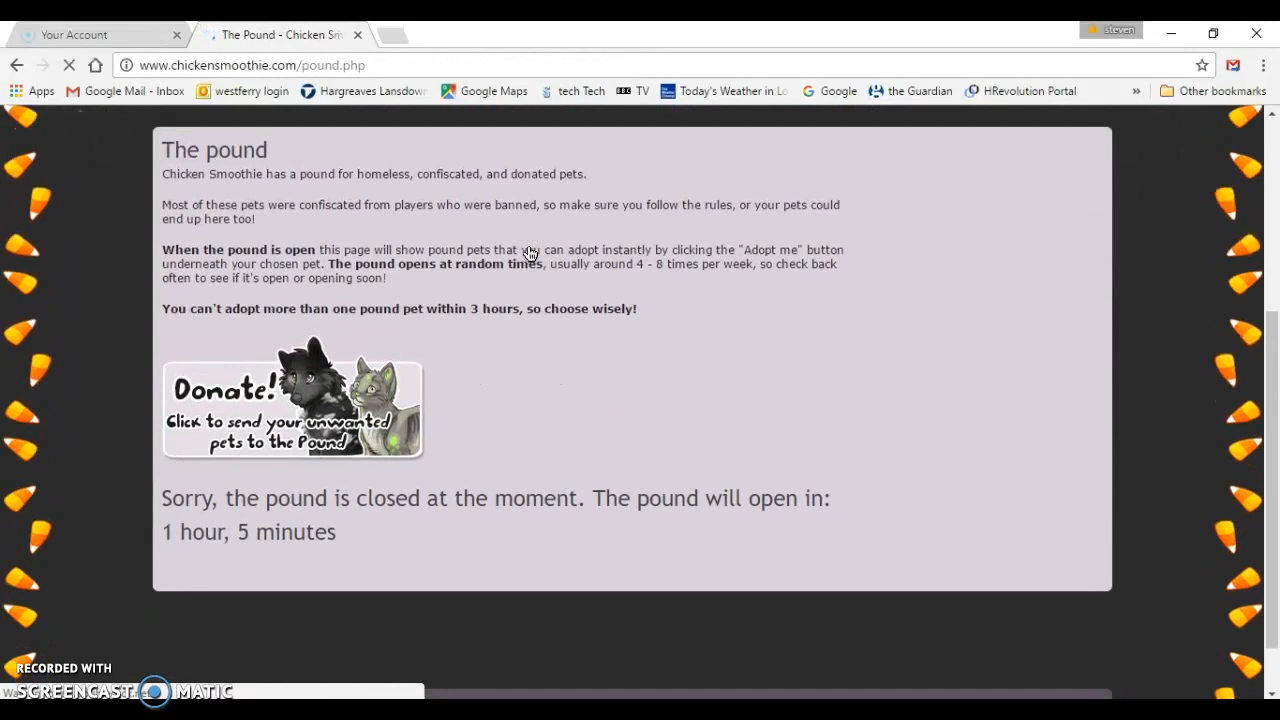 Your Account
The Pound - Chicken Sm
steven
www.chickensmoothie.com/pound.php
Apps Google Mail - Inbox westferry login Hargreaves Lansdown Google Maps tech Tech BBC TV Today's Weather in Lo Google the Guardian HRevolution Portal » Other bookmarks
The pound
Chicken Smoothie has a pound for homeless, confiscated, and donated pets.
Most of these pets were confiscated from players who were banned, so make sure you follow the rules, or your pets could
end up here too!
When the pound is open this page will show pound pets that you can adopt instantly by clicking the "Adopt me" button
underneath your chosen pet. The pound opens at random times, usually around 4 - 8 times per week, so check back
often to see if it's open or opening soon!
You can't adopt more than one pound pet within 3 hours, so choose wisely!
Donate!
Click to send your unwanted
pets to the Pound
Sorry, the pound is closed at the moment. The pound will open in:
1 hour, 5 minutes
RECORDED WITH
SCREENCAST MATIC